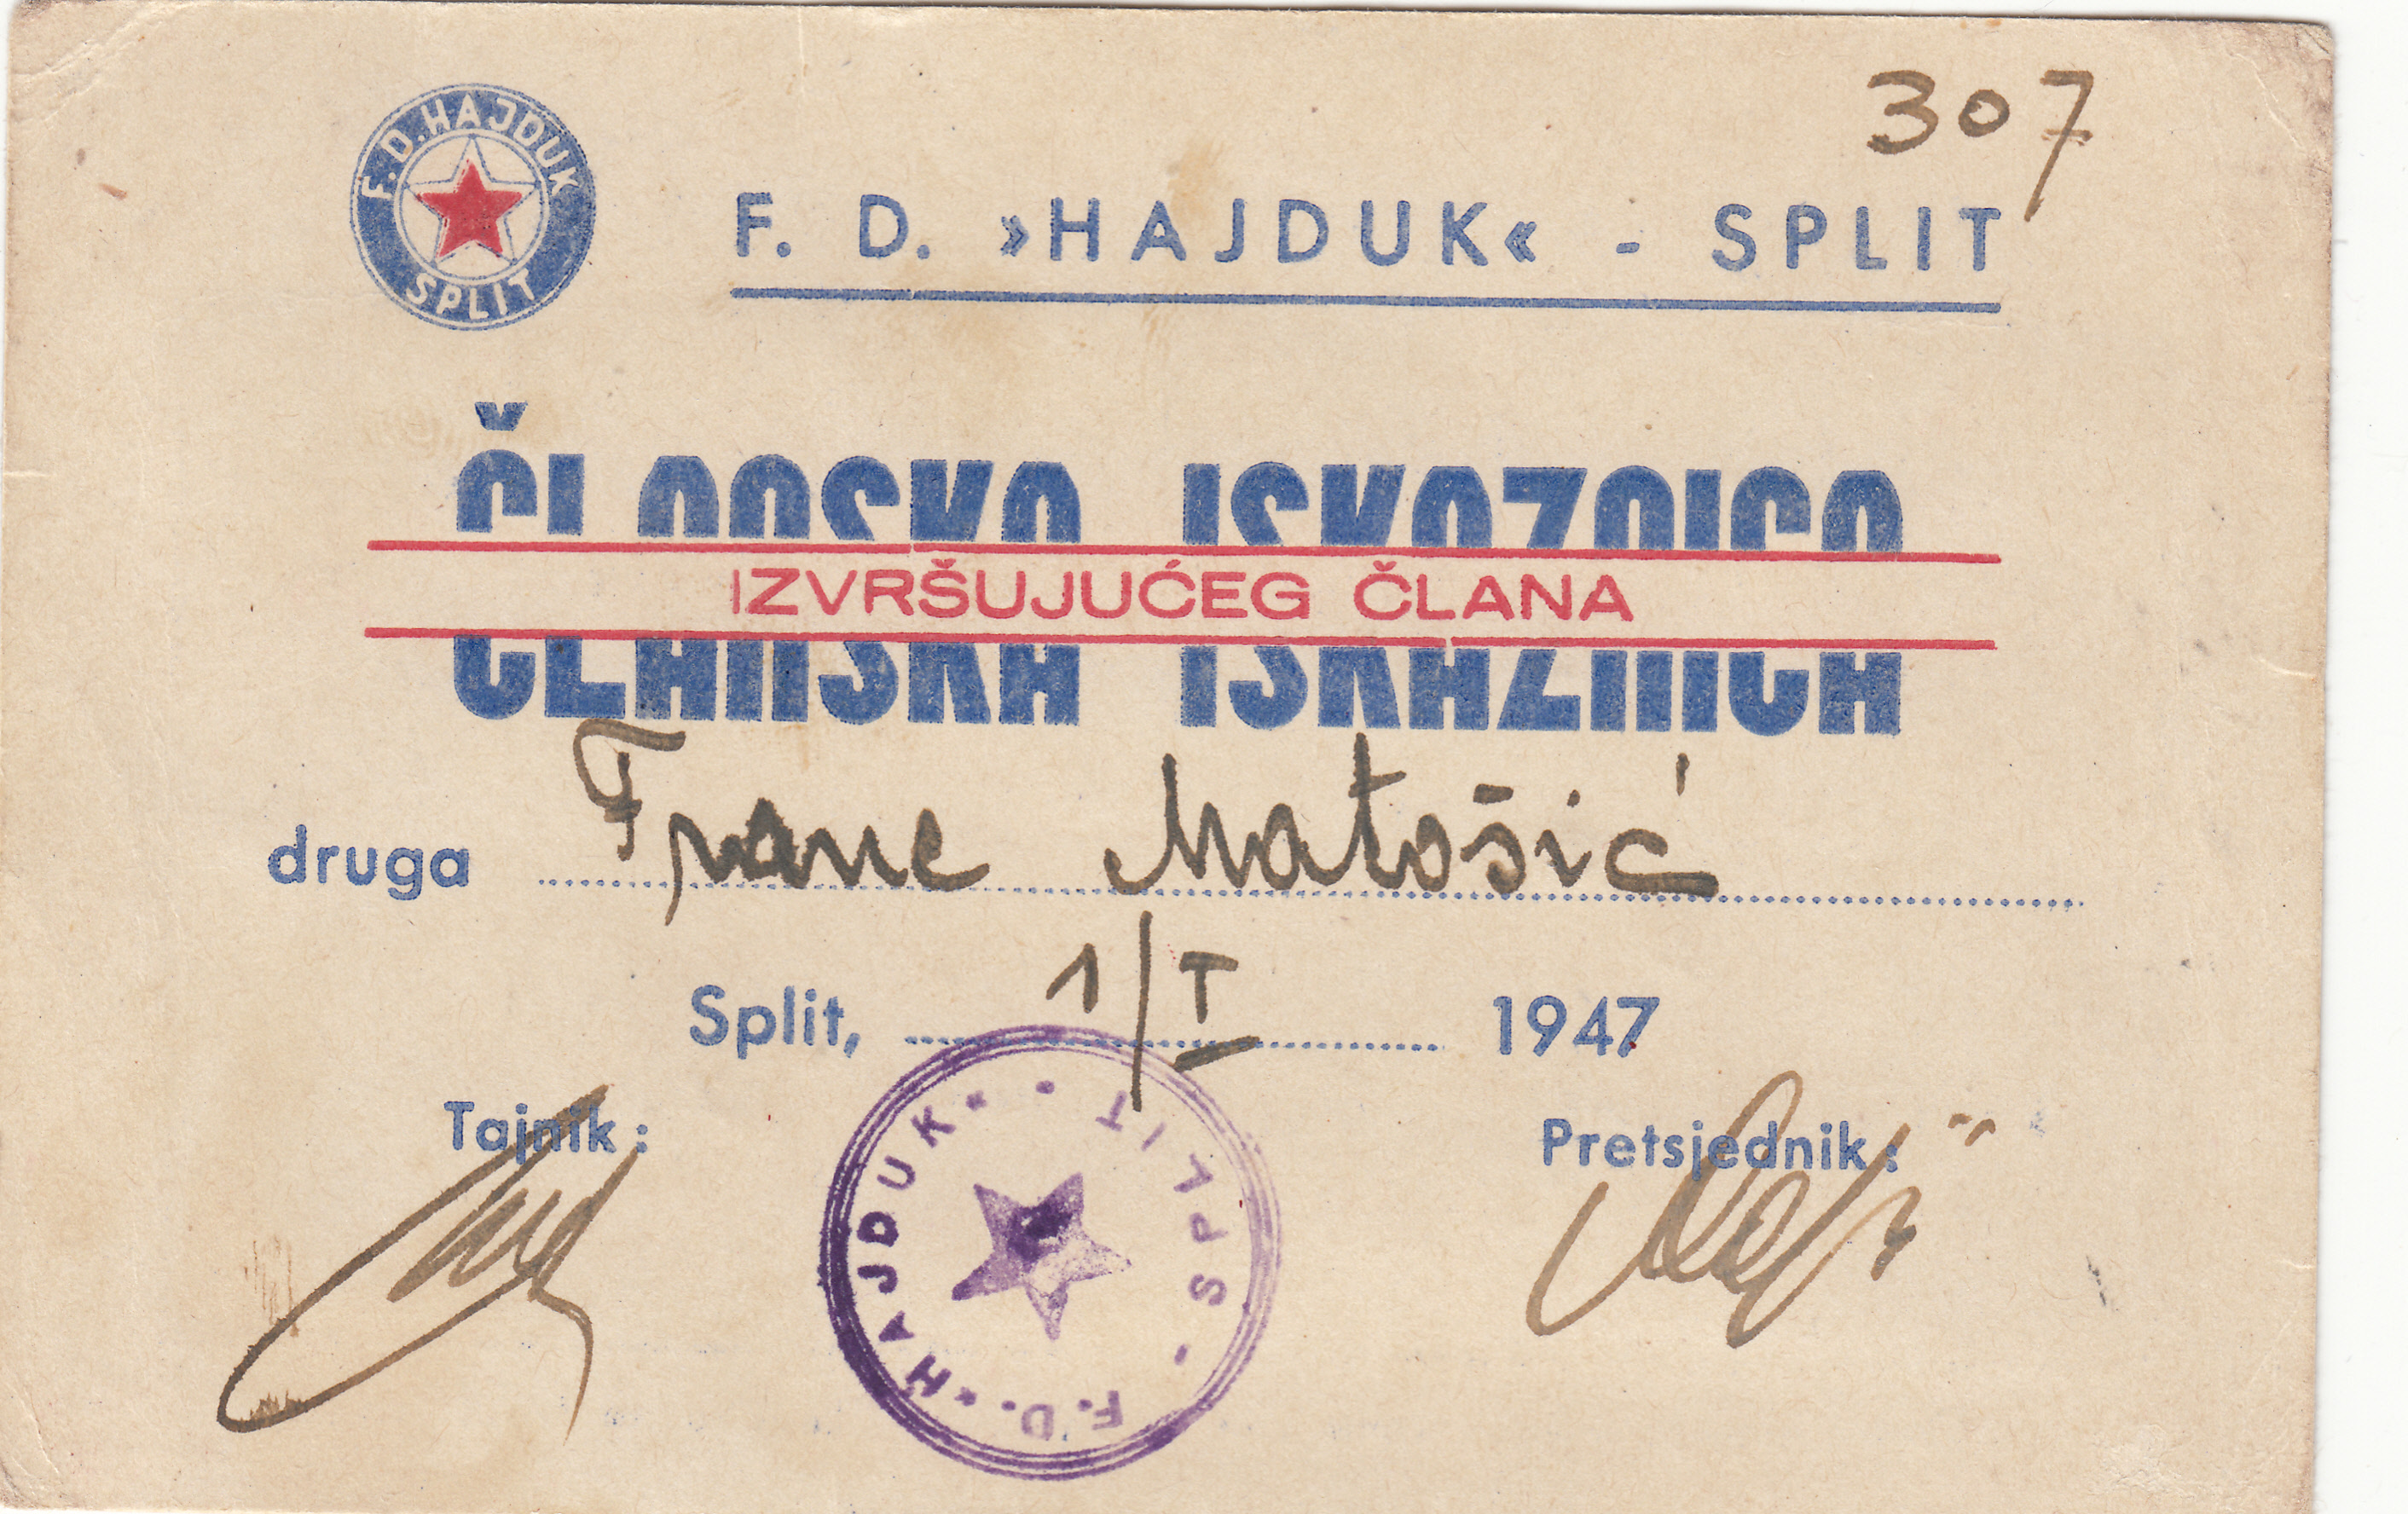 307
F. D. HAJDUK
SPLIT
F. D. »HAJDUK« - SPLIT
ČLANSKA ISKAZNICA
IZVRŠUJUĆEG ČLANA
druga Frane Matošić
Split, 1/I 1947
Tajnik: Pretsjednik:
F. D. «HAJDUK» • SPLIT -